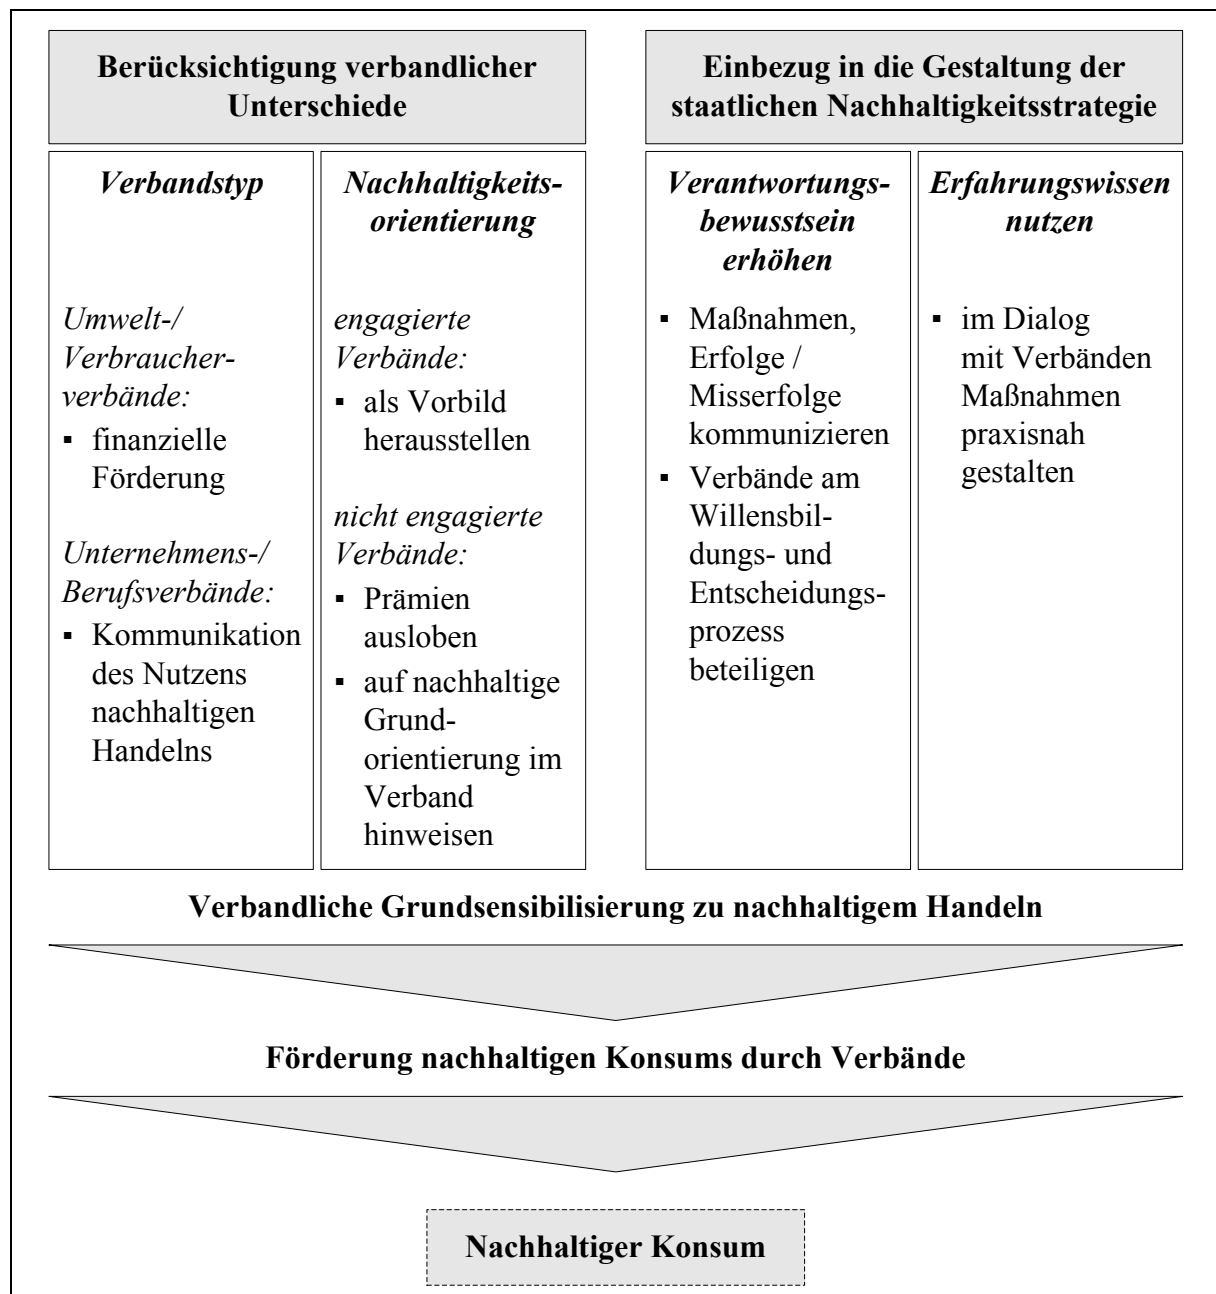 Berücksichtigung verbandlicher
Unterschiede
Einbezug in die Gestaltung der
staatlichen Nachhaltigkeitsstrategie
Verbandstyp
Umwelt-/
Verbraucher-
verbände:
▪ finanzielle
Förderung
Unternehmens-/
Berufsverbände:
▪ Kommunikation
des Nutzens
nachhaltigen
Handelns
Nachhaltigkeits-
orientierung
engagierte
Verbände:
▪ als Vorbild
herausstellen
nicht engagierte
Verbände:
▪ Prämien
ausloben
▪ auf nachhaltige
Grund-
orientierung im
Verband
hinweisen
Verantwortungs-
bewusstsein
erhöhen
▪ Maßnahmen,
Erfolge /
Misserfolge
kommunizieren
▪ Verbände am
Willensbil-
dungs- und
Entscheidungs-
prozess
beteiligen
Erfahrungswissen
nutzen
▪ im Dialog
mit Verbänden
Maßnahmen
praxisnah
gestalten
Verbandliche Grundsensibilisierung zu nachhaltigem Handeln
Förderung nachhaltigen Konsums durch Verbände
Nachhaltiger Konsum